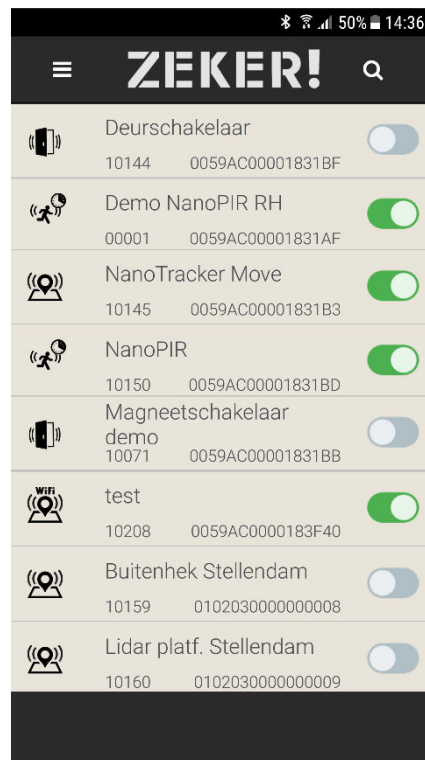 50% 14:36
ZEKER!
Deurschakelaar
10144 0059AC00001831BF
Demo NanoPIR RH
00001 0059AC00001831AF
NanoTracker Move
10145 0059AC00001831B3
NanoPIR
10150 0059AC00001831BD
Magneetschakelaar
demo
10071 0059AC00001831BB
WiFi
test
10208 0059AC0000183F40
Buitenhek Stellendam
10159 0102030000000008
Lidar platf. Stellendam
10160 0102030000000009